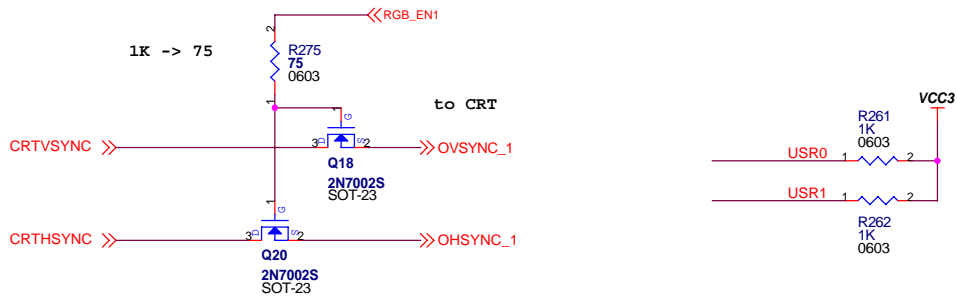 RGB_EN1
2
1K -> 75
R275
75
0603
1
to CRT
1
G
CRTVSYNC
3
D
S
2
OVSYNC_1
Q18
2N7002S
SOT-23
1
G
CRTHSYNC
3
D
S
2
OHSYNC_1
Q20
2N7002S
SOT-23
VCC3
R261
1K
0603
USR0
1
2
USR1
1
2
R262
1K
0603